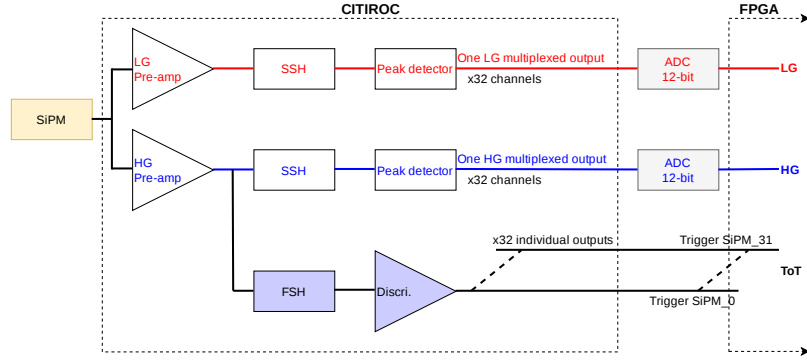 CITIROC
FPGA
LG
Pre-amp
SSH
Peak detector
One LG multiplexed output
x32 channels
ADC
12-bit
LG
SiPM
HG
Pre-amp
SSH
Peak detector
One HG multiplexed output
x32 channels
ADC
12-bit
HG
x32 individual outputs
Trigger SiPM_31
ToT
FSH
Discri.
Trigger SiPM_0